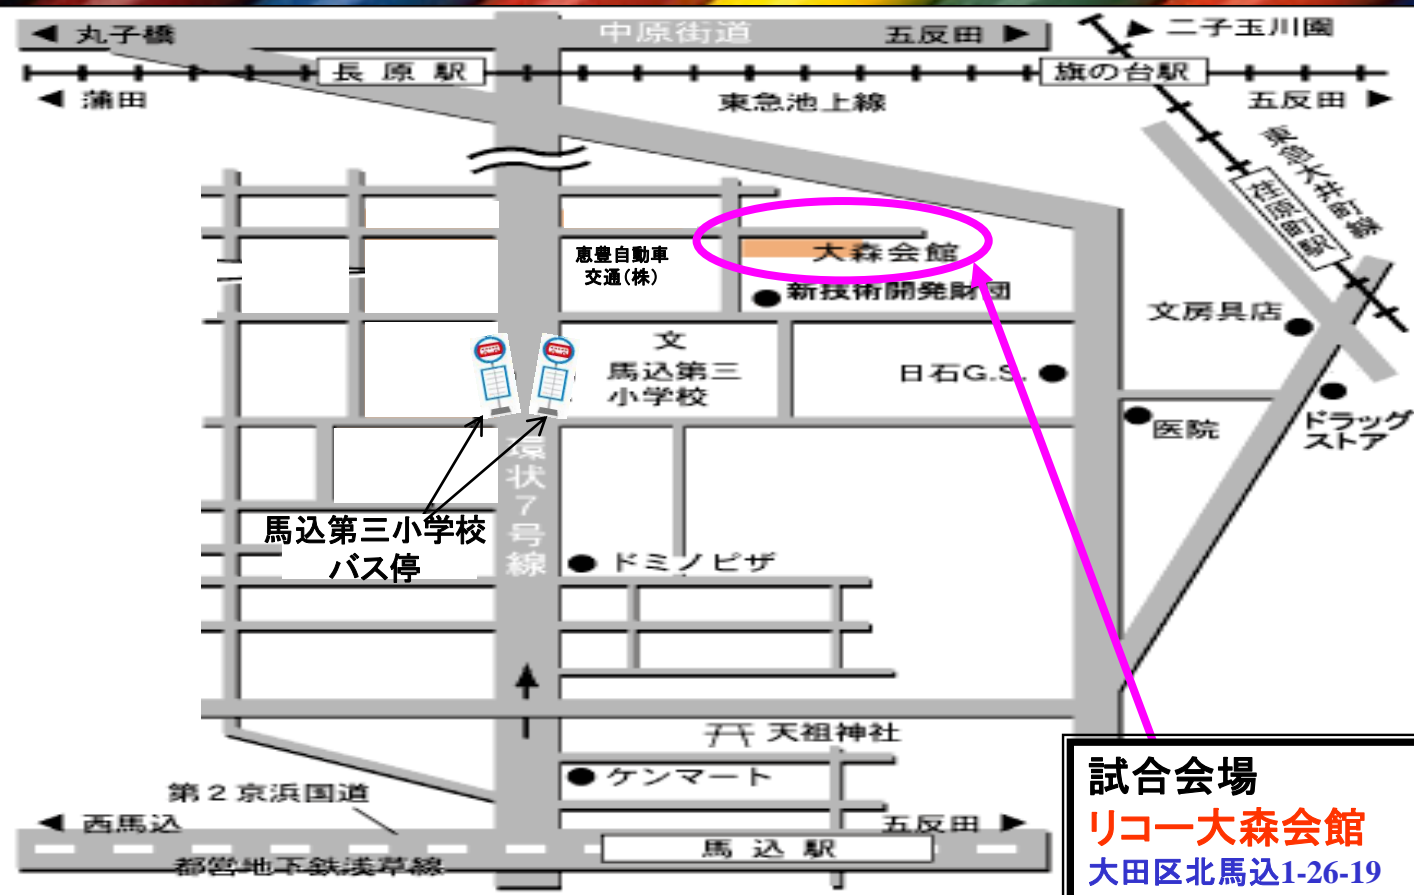 丸子橋
中原街道
五反田
二子玉川園
長原駅
旗の台駅
蒲田
東急池上線
五反田
東急大井町線
荏原町駅
恵豊自動車
交通(株)
大森会館
新技術開発財団
文房具店
文
馬込第三
小学校
日石G.S.
医院
ドラッグ
ストア
環状7号線
馬込第三小学校
バス停
ドミノピザ
天祖神社
ケンマート
第2京浜国道
西馬込
五反田
馬込駅
都営地下鉄浅草線
試合会場
リコー大森会館
大田区北馬込1-26-19